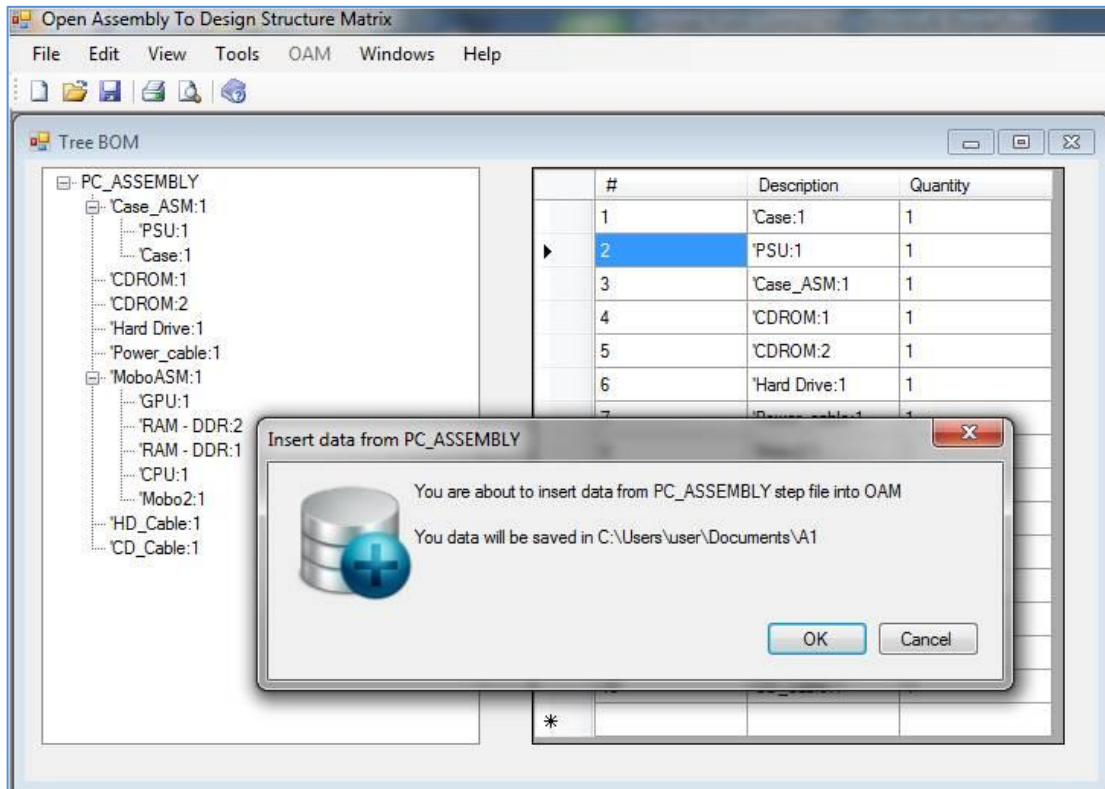 Open Assembly To Design Structure Matrix
File Edit View Tools OAM Windows Help
Tree BOM
PC_ASSEMBLY
'Case_ASM:1
'PSU:1
'Case:1
'CDROM:1
'CDROM:2
'Hard Drive:1
'Power_cable:1
'MoboASM:1
'GPU:1
'RAM - DDR:2
'RAM - DDR:1
'CPU:1
'Mobo2:1
'HD_Cable:1
'CD_Cable:1
# Description Quantity
1 'Case:1 1
2 'PSU:1 1
3 'Case_ASM:1 1
4 'CDROM:1 1
5 'CDROM:2 1
6 'Hard Drive:1 1
7 'Power_cable:1 1
Insert data from PC_ASSEMBLY
You are about to insert data from PC_ASSEMBLY step file into OAM
You data will be saved in C:\Users\user\Documents\A1
OK Cancel